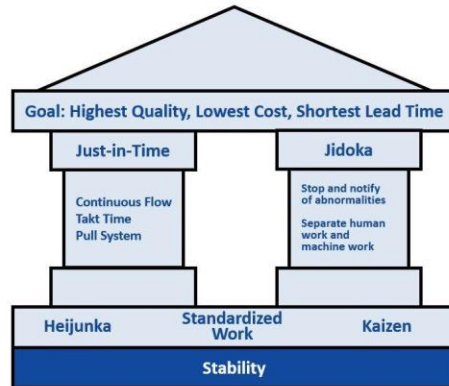 Goal: Highest Quality, Lowest Cost, Shortest Lead Time
Just-in-Time
Continuous Flow
Takt Time
Pull System
Jidoka
Stop and notify
of abnormalities
Separate human
work and
machine work
Heijunka
Standardized
Work
Kaizen
Stability